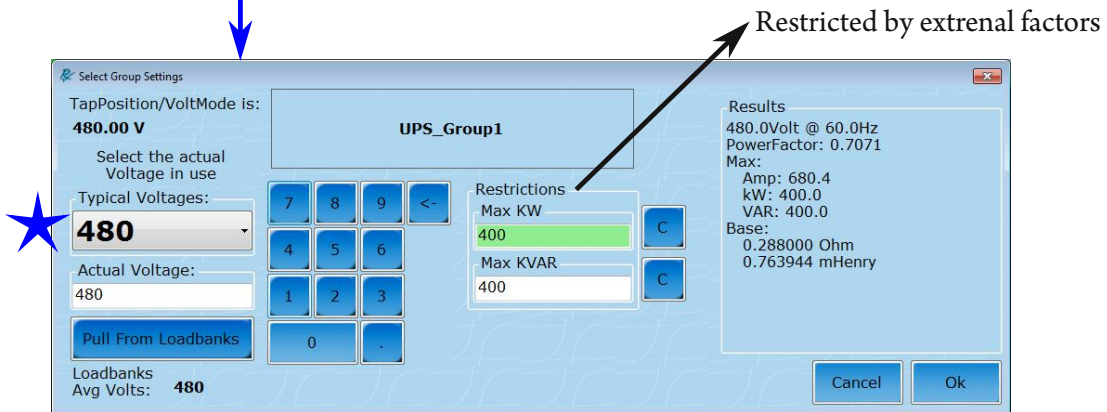 Restricted by extrenal factors
Select Group Settings
TapPosition/VoltMode is:
480.00 V
UPS_Group1
Select the actual
Voltage in use
Typical Voltages:
480
Actual Voltage:
480
Pull From Loadbanks
Loadbanks
Avg Volts: 480
7 8 9 <-
4 5 6
1 2 3
0 .
Restrictions
Max KW
400
C
Max KVAR
400
C
Results
480.0Volt @ 60.0Hz
PowerFactor: 0.7071
Max:
Amp: 680.4
kW: 400.0
VAR: 400.0
Base:
0.288000 Ohm
0.763944 mHenry
Cancel
Ok